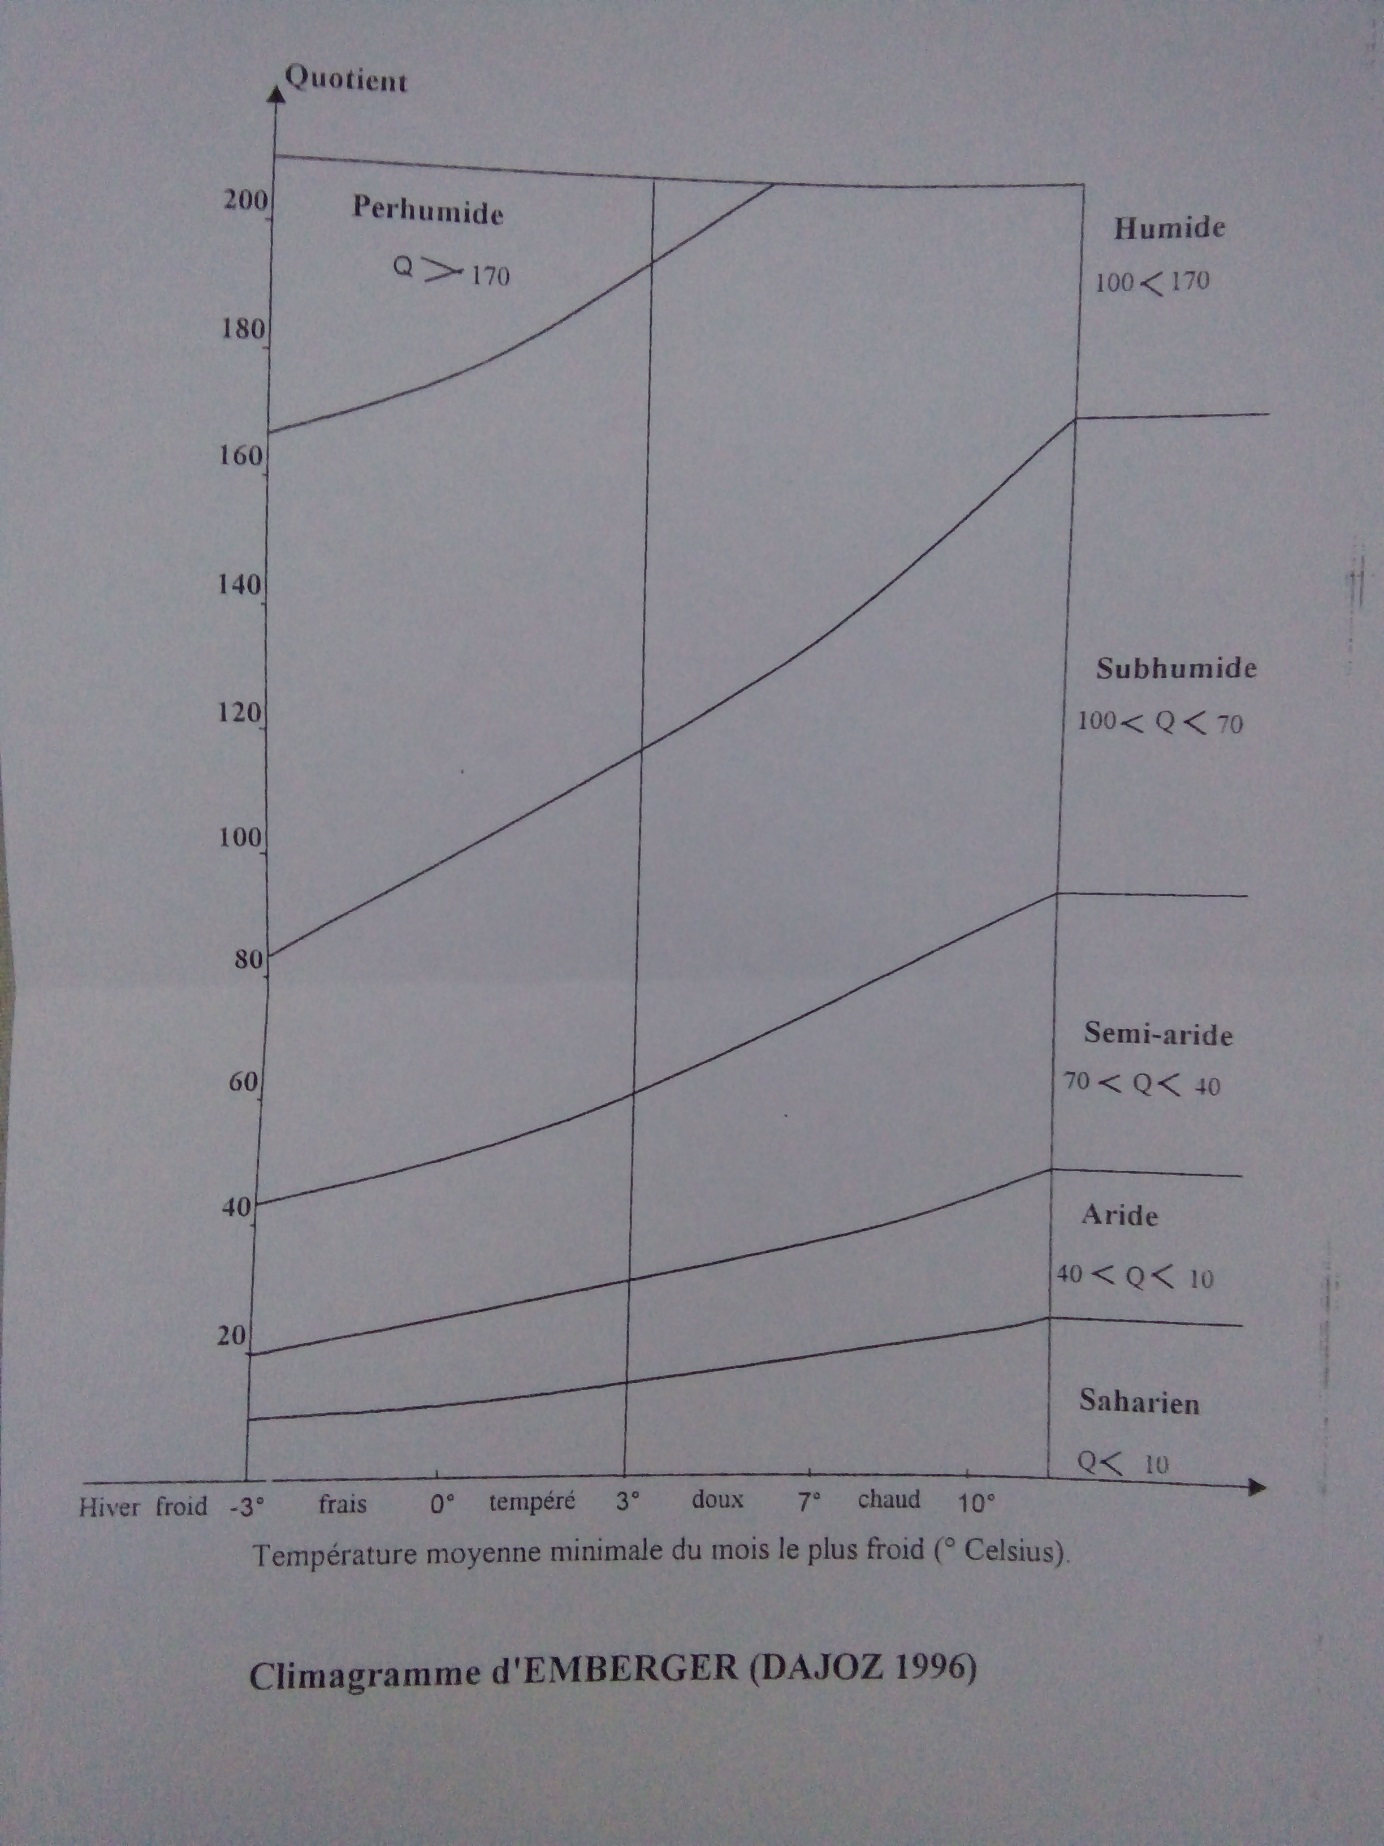 Quotient
200
Perhumide
Humide
Q > 170
100 < 170
180
160
140
120
Subhumide
100 < Q < 70
100
80
60
Semi-aride
70 < Q < 40
40
Aride
40 < Q < 10
20
Saharien
Q < 10
Hiver froid -3° frais 0° tempéré 3° doux 7° chaud 10°
Température moyenne minimale du mois le plus froid (° Celsius).
Climagramme d'EMBERGER (DAJOZ 1996)